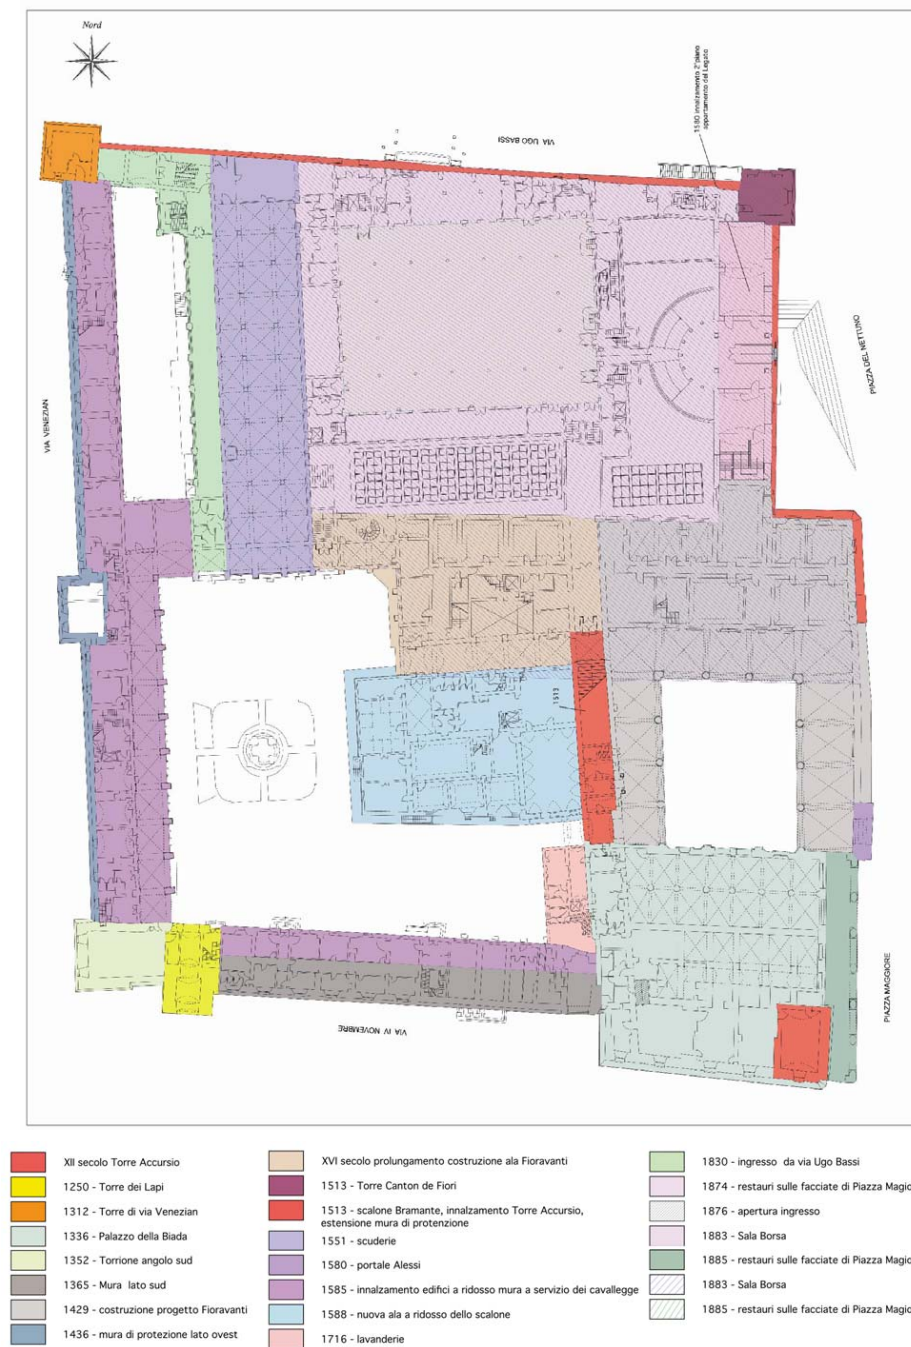 Nord
1580 innalzamento 2°piano
appartamento del Legato
VIA UGO BASSI
PIAZZA DEL NETTUNO
VIA VENEZIAN
1513
VIA IV NOVEMBRE
PIAZZA MAGGIORE
XII secolo Torre Accursio
1250 - Torre dei Lapi
1312 - Torre di via Venezian
1336 - Palazzo della Biada
1352 - Torrione angolo sud
1365 - Mura lato sud
1429 - costruzione progetto Fioravanti
1436 - mura di protezione lato ovest
XVI secolo prolungamento costruzione ala Fioravanti
1513 - Torre Canton de Fiori
1513 - scalone Bramante, innalzamento Torre Accursio,
estensione mura di protenzione
1551 - scuderie
1580 - portale Alessi
1585 - innalzamento edifici a ridosso mura a servizio dei cavallegge
1588 - nuova ala a ridosso dello scalone
1716 - lavanderie
1830 - ingresso da via Ugo Bassi
1874 - restauri sulle facciate di Piazza Magic
1876 - apertura ingresso
1883 - Sala Borsa
1885 - restauri sulle facciate di Piazza Magic
1883 - Sala Borsa
1885 - restauri sulle facciate di Piazza Magic